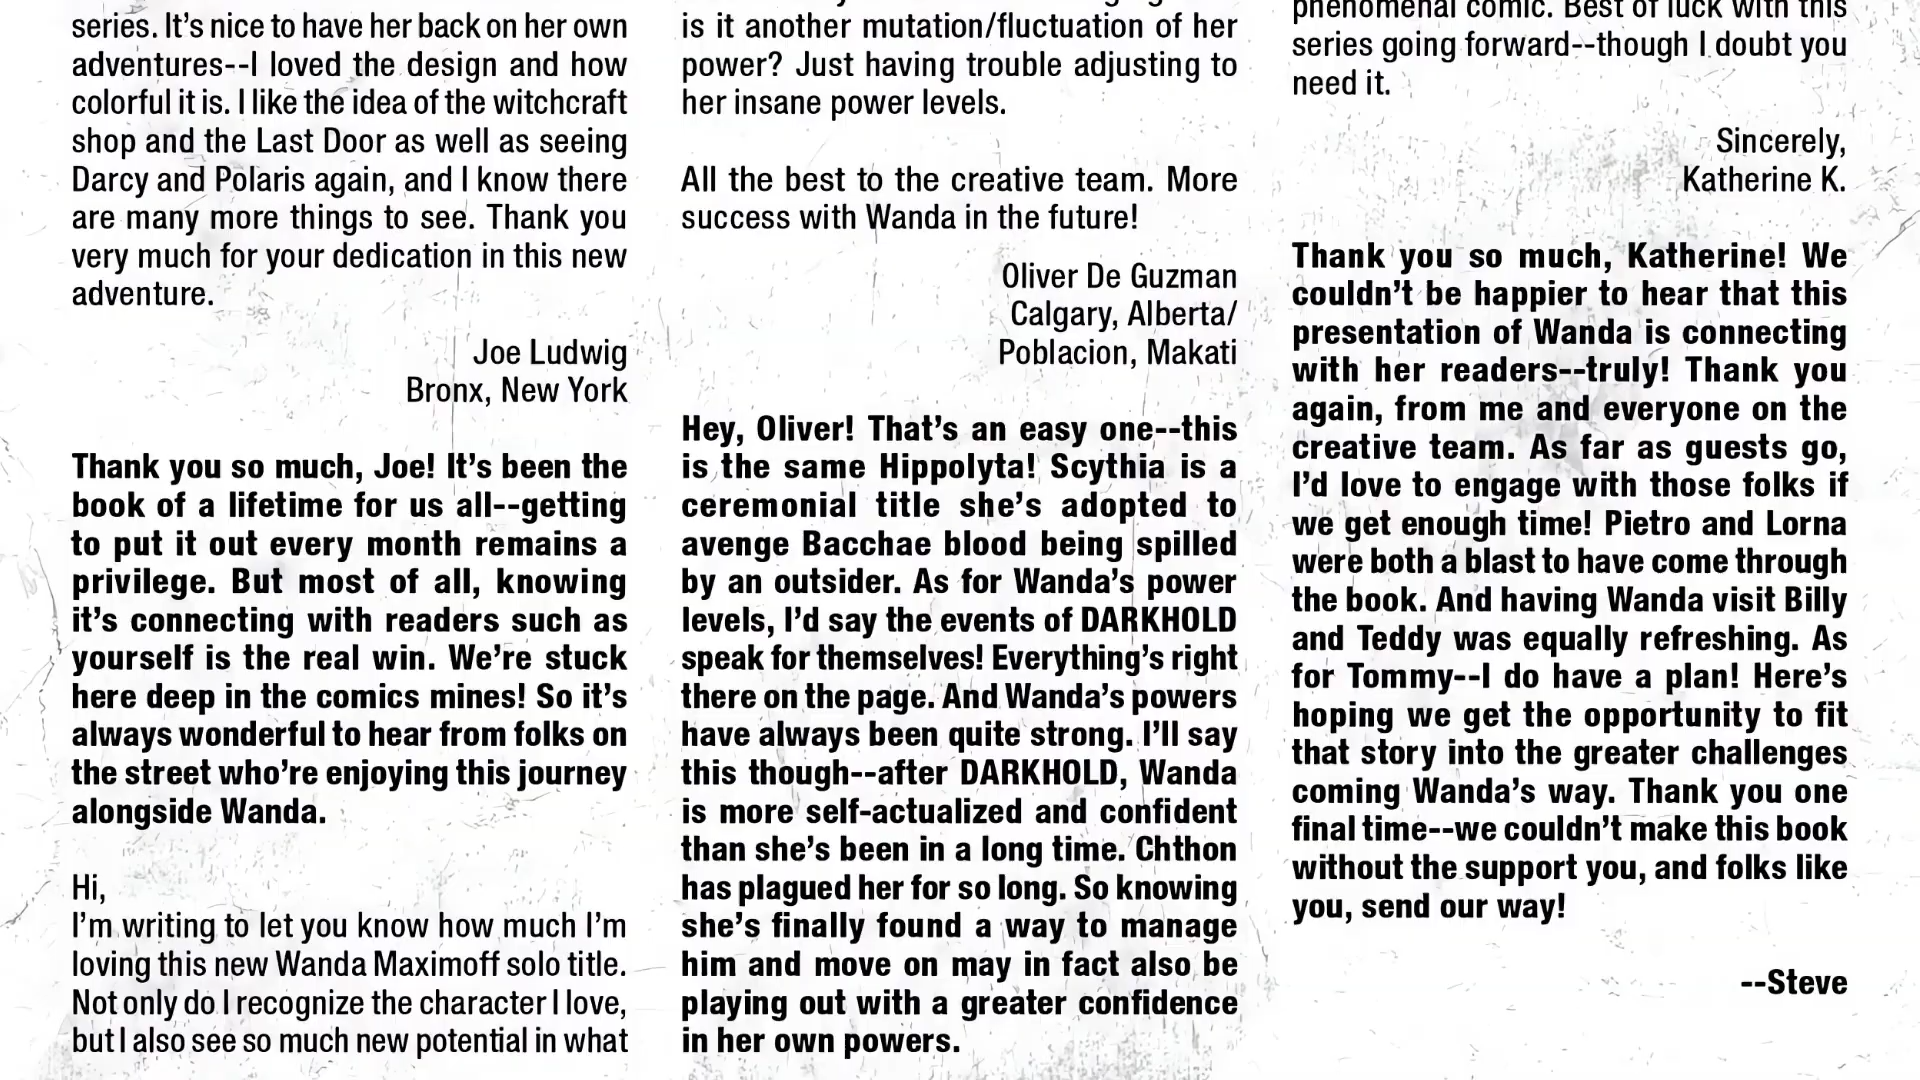 series. It's nice to have her back on her own
adventures--I loved the design and how
colorful it is. I like the idea of the witchcraft
shop and the Last Door as well as seeing
Darcy and Polaris again, and I know there
are many more things to see. Thank you
very much for your dedication in this new
adventure.
Joe Ludwig
Bronx, New York
Thank you so much, Joe! It's been the
book of a lifetime for us all--getting
to put it out every month remains a
privilege. But most of all, knowing
it's connecting with readers such as
yourself is the real win. We're stuck
here deep in the comics mines! So it's
always wonderful to hear from folks on
the street who're enjoying this journey
alongside Wanda.
Hi,
I'm writing to let you know how much I'm
loving this new Wanda Maximoff solo title.
Not only do I recognize the character I love,
but I also see so much new potential in what
is it another mutation/fluctuation of her
power? Just having trouble adjusting to
her insane power levels.
All the best to the creative team. More
success with Wanda in the future!
Oliver De Guzman
Calgary, Alberta/
Poblacion, Makati
Hey, Oliver! That's an easy one--this
is the same Hippolyta! Scythia is a
ceremonial title she's adopted to
avenge Bacchae blood being spilled
by an outsider. As for Wanda's power
levels, I'd say the events of DARKHOLD
speak for themselves! Everything's right
there on the page. And Wanda's powers
have always been quite strong. I'll say
this though--after DARKHOLD, Wanda
is more self-actualized and confident
than she's been in a long time. Chthon
has plagued her for so long. So knowing
she's finally found a way to manage
him and move on may in fact also be
playing out with a greater confidence
in her own powers.
phenomenal comic. Best of luck with this
series going forward--though I doubt you
need it.
Sincerely,
Katherine K.
Thank you so much, Katherine! We
couldn't be happier to hear that this
presentation of Wanda is connecting
with her readers--truly! Thank you
again, from me and everyone on the
creative team. As far as guests go,
I'd love to engage with those folks if
we get enough time! Pietro and Lorna
were both a blast to have come through
the book. And having Wanda visit Billy
and Teddy was equally refreshing. As
for Tommy--I do have a plan! Here's
hoping we get the opportunity to fit
that story into the greater challenges
coming Wanda's way. Thank you one
final time--we couldn't make this book
without the support you, and folks like
you, send our way!
--Steve